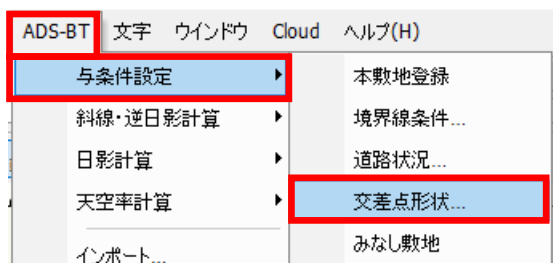 ADS-BT 文字 ウインドウ Cloud ヘルプ(H)
与条件設定
斜線・逆日影計算
日影計算
天空率計算
インポート...
本敷地登録
境界線条件...
道路状況...
交差点形状...
みなし敷地